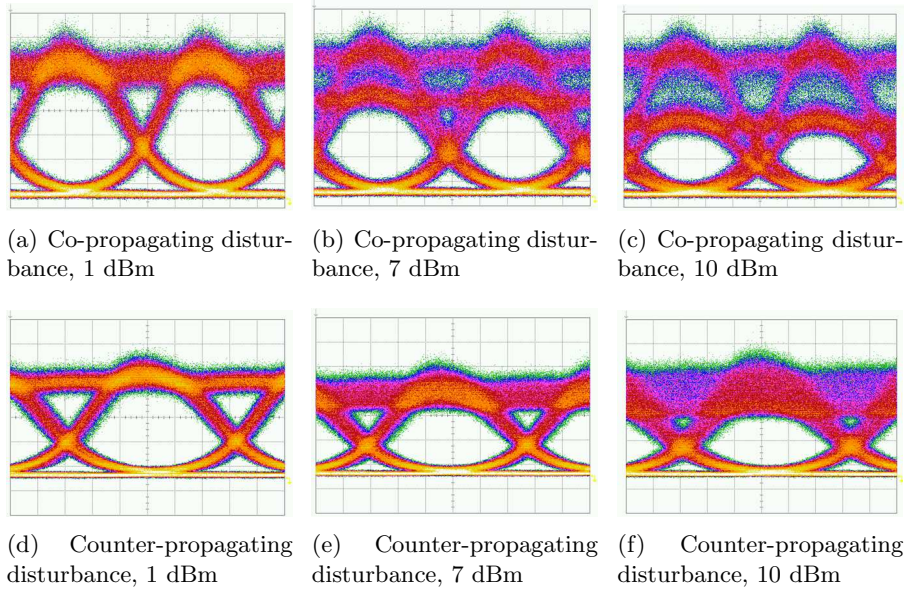 (a) Co-propagating distur-
bance, 1 dBm
(b) Co-propagating distur-
bance, 7 dBm
(c) Co-propagating distur-
bance, 10 dBm
(d) Counter-propagating
disturbance, 1 dBm
(e) Counter-propagating
disturbance, 7 dBm
(f) Counter-propagating
disturbance, 10 dBm